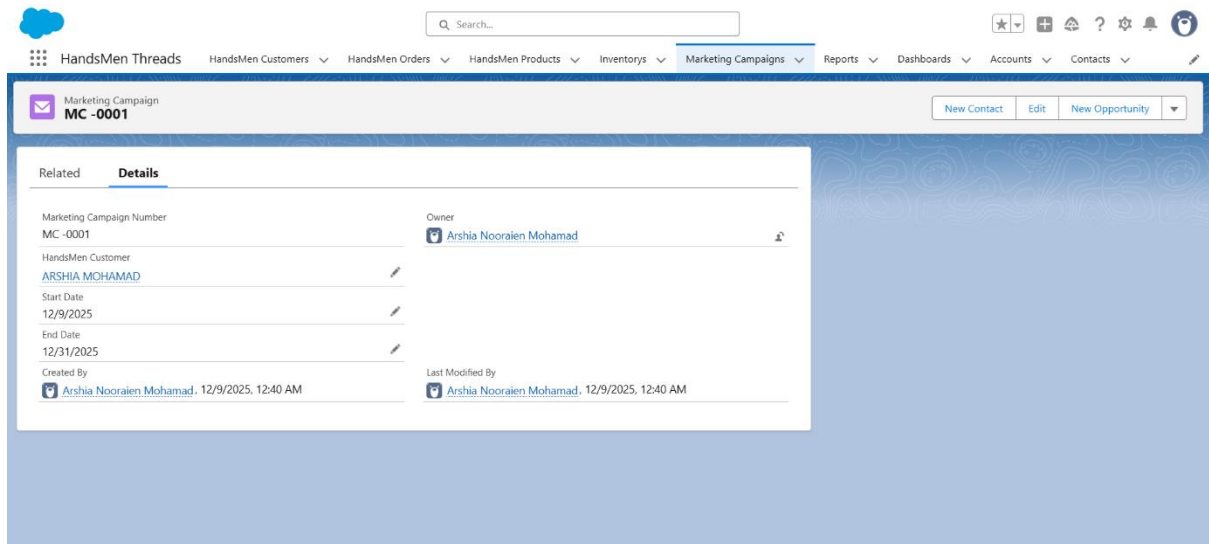 Search...
HandsMen Threads HandsMen Customers HandsMen Orders HandsMen Products Inventorys Marketing Campaigns Reports Dashboards Accounts Contacts
Marketing Campaign
MC -0001
New Contact Edit New Opportunity
Related Details
Marketing Campaign Number
MC -0001
Owner
Arshia Nooraien Mohamad
HandsMen Customer
ARSHIA MOHAMAD
Start Date
12/9/2025
End Date
12/31/2025
Created By
Arshia Nooraien Mohamad, 12/9/2025, 12:40 AM
Last Modified By
Arshia Nooraien Mohamad, 12/9/2025, 12:40 AM